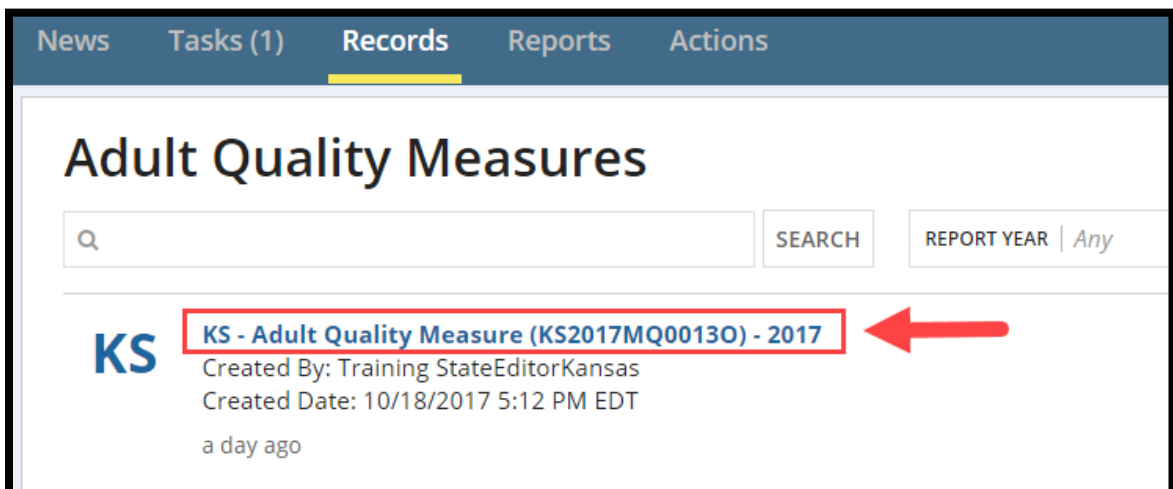 News Tasks (1) Records Reports Actions
Adult Quality Measures
SEARCH REPORT YEAR Any
KS
KS - Adult Quality Measure (KS2017MQ0013O) - 2017
Created By: Training StateEditorKansas
Created Date: 10/18/2017 5:12 PM EDT
a day ago